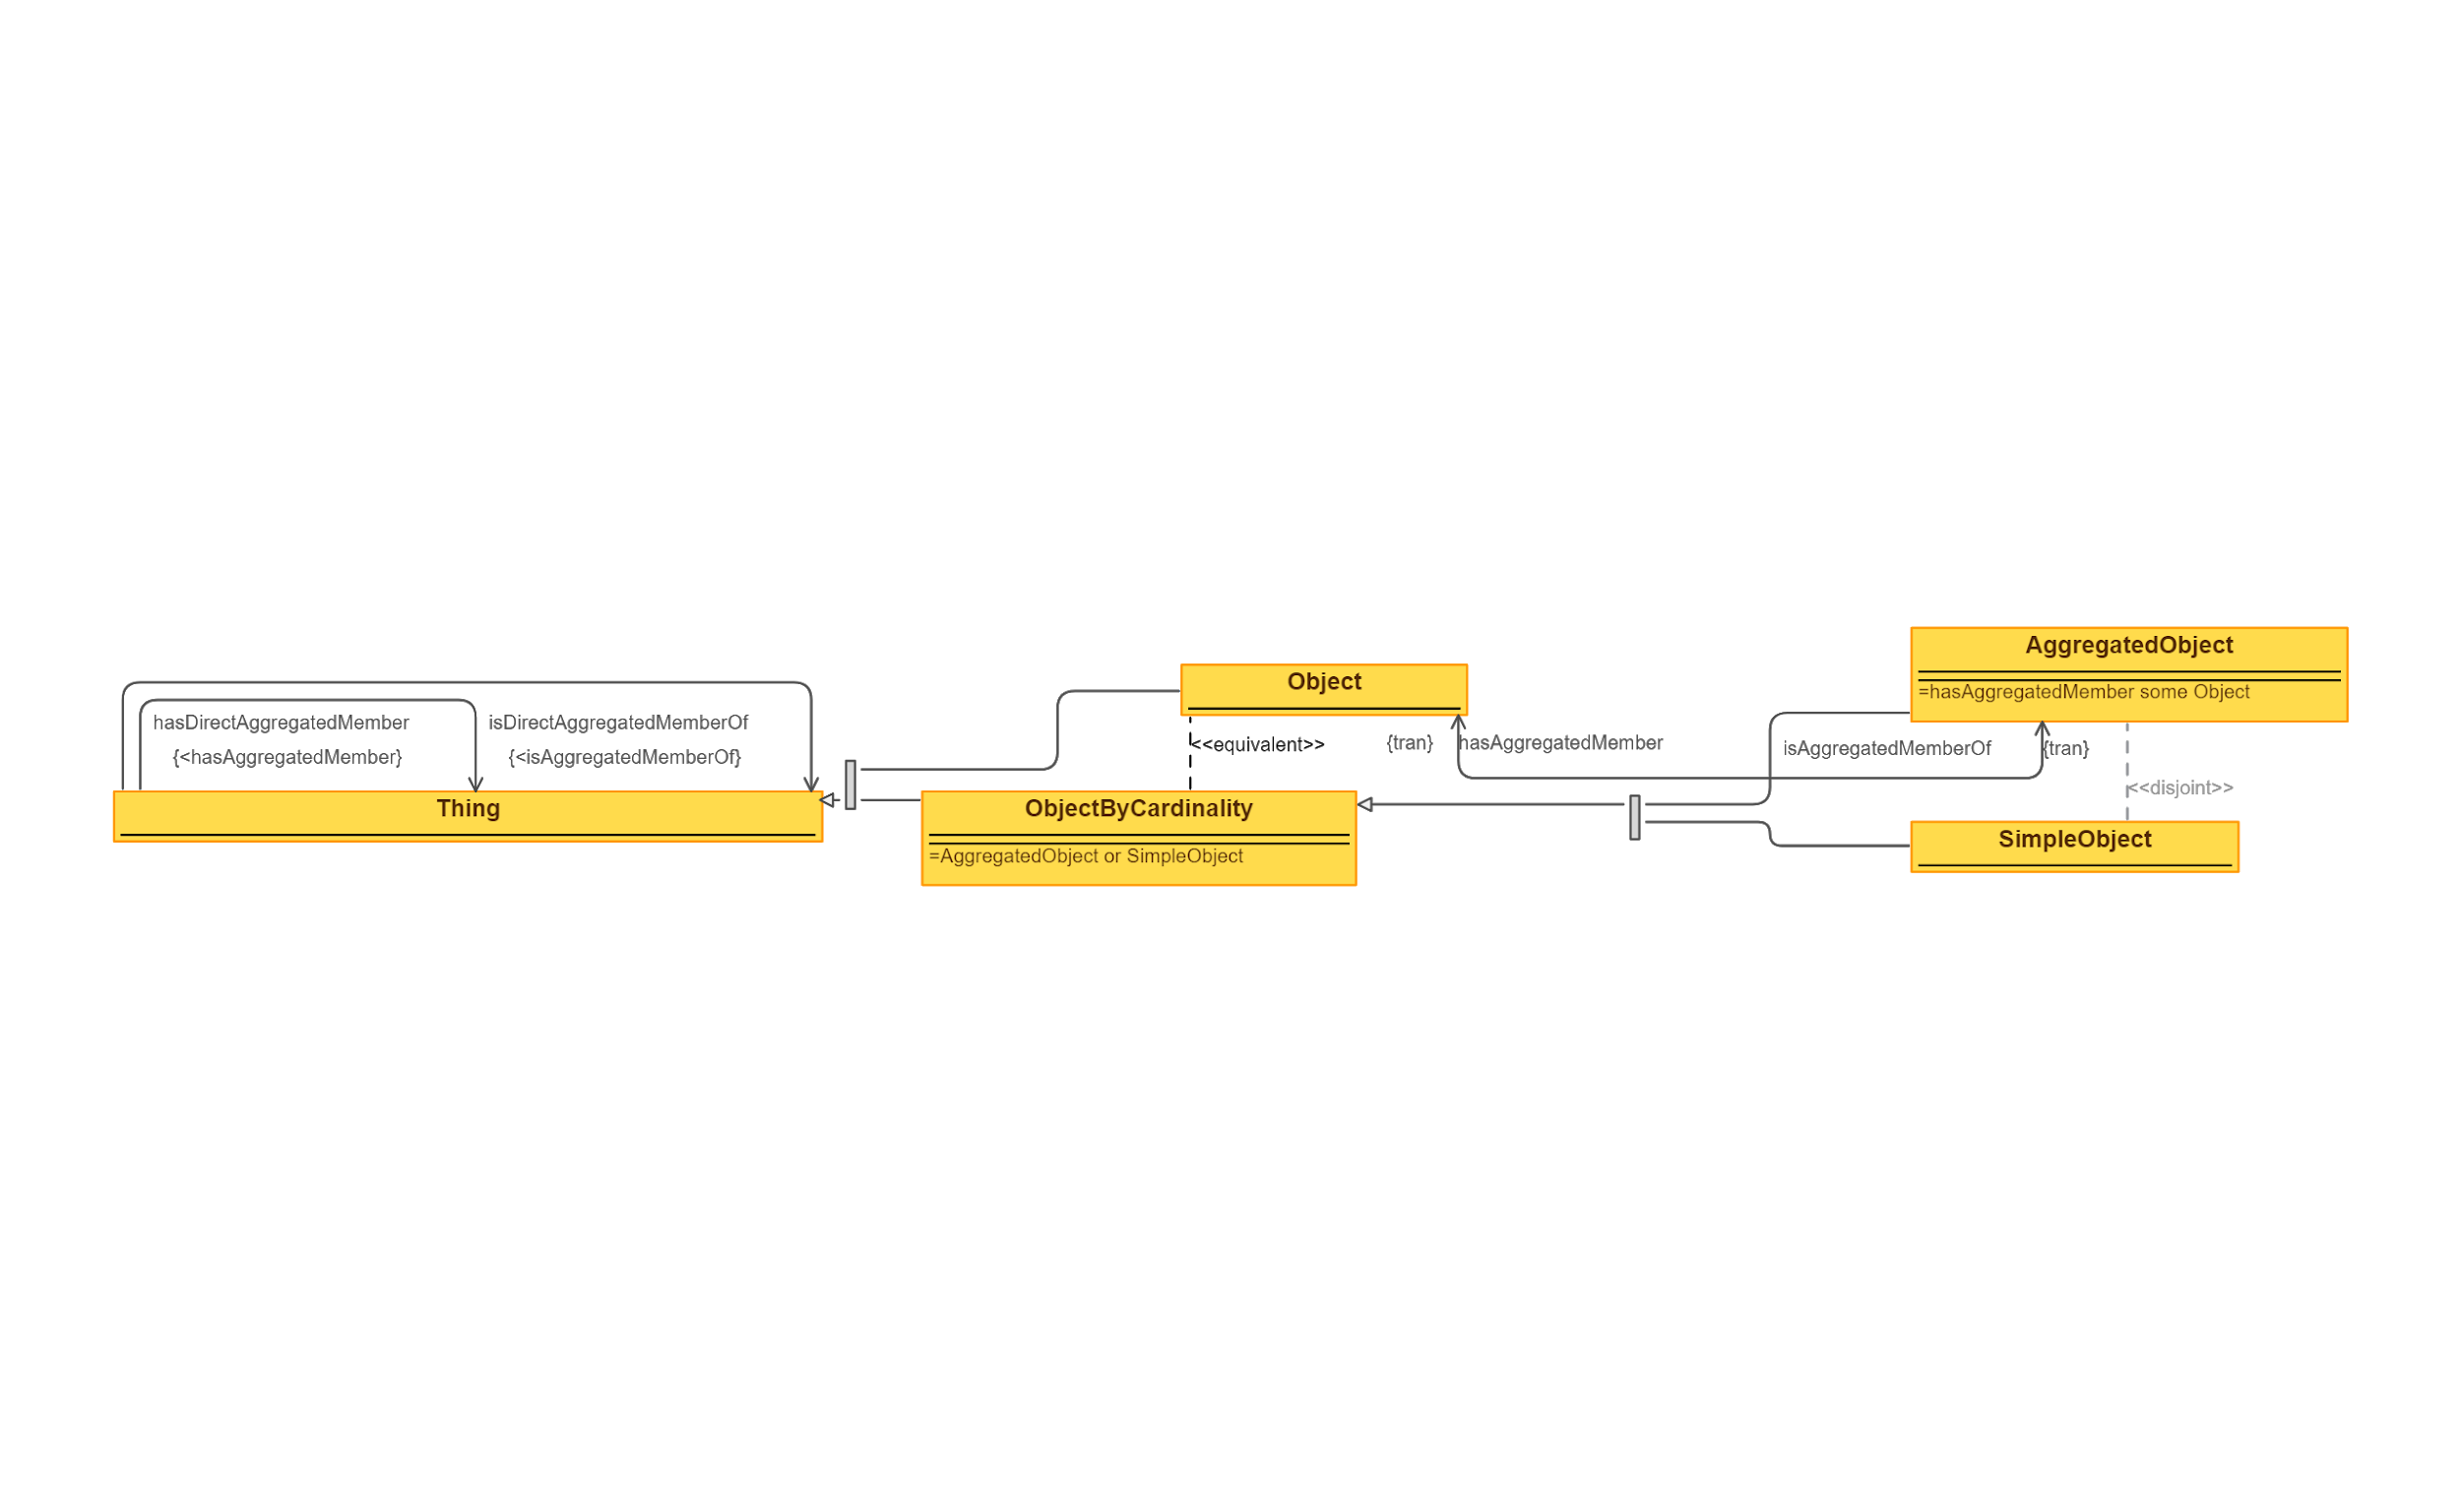 AggregatedObject
=hasAggregatedMember some Object
Object
hasDirectAggregatedMember
{<hasAggregatedMember}
isDirectAggregatedMemberOf
{<isAggregatedMemberOf}
<<equivalent>>
{tran}
hasAggregatedMember
isAggregatedMemberOf
{tran}
<<disjoint>>
Thing
ObjectByCardinality
=AggregatedObject or SimpleObject
SimpleObject